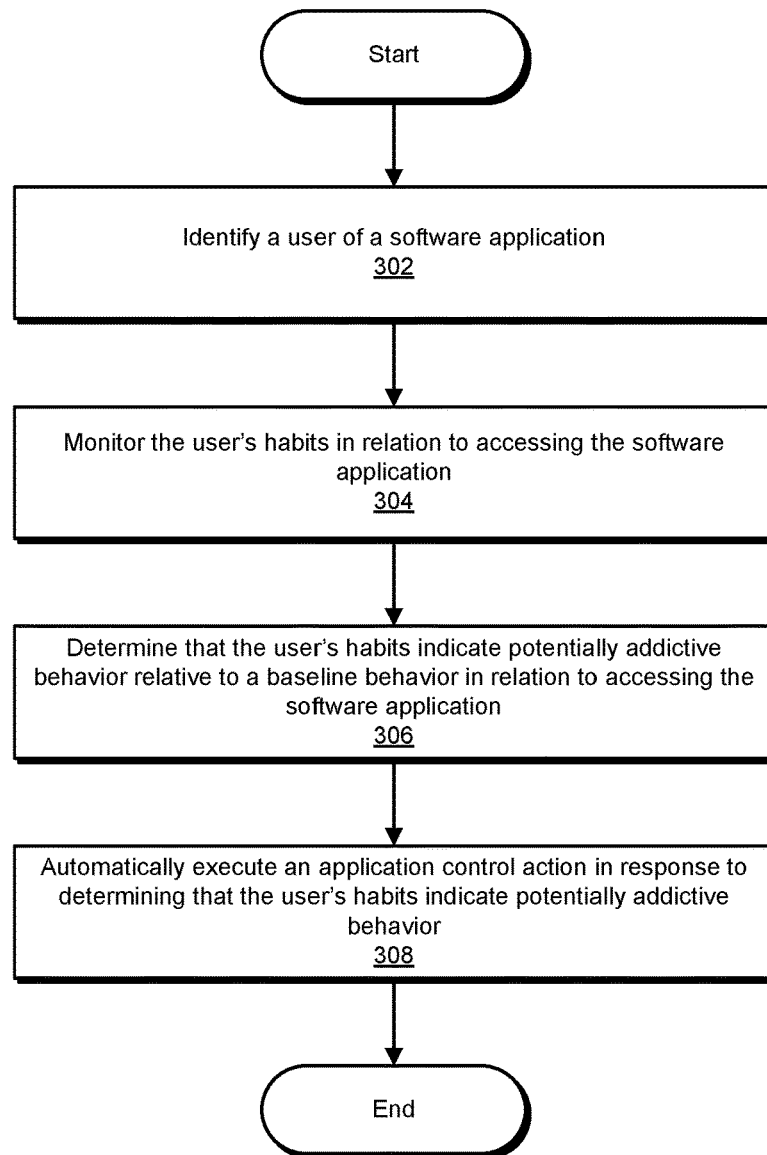 Start
Identify a user of a software application
302
Monitor the user's habits in relation to accessing the software
application
304
Determine that the user's habits indicate potentially addictive
behavior relative to a baseline behavior in relation to accessing the
software application
306
Automatically execute an application control action in response to
determining that the user's habits indicate potentially addictive
behavior
308
End